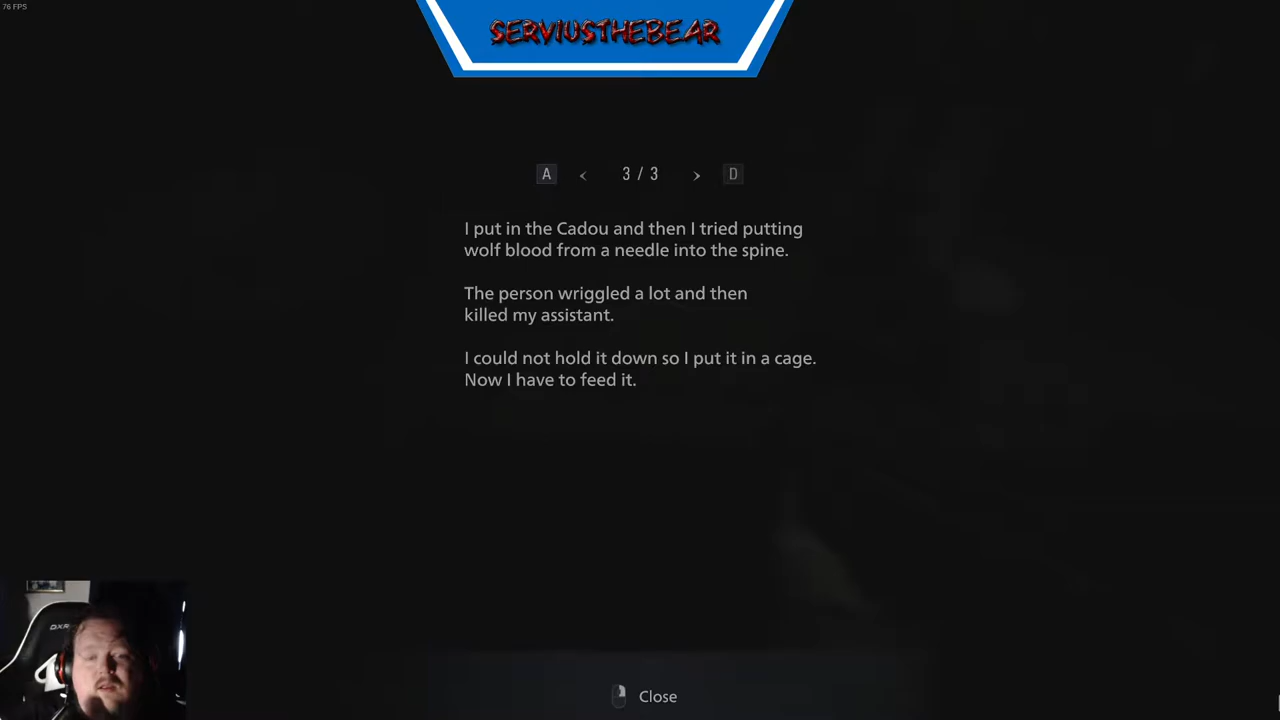 76 FPS
SERVIUSTHEBEAR
A < 3 / 3 > D
I put in the Cadou and then I tried putting
wolf blood from a needle into the spine.
The person wriggled a lot and then
killed my assistant.
I could not hold it down so I put it in a cage.
Now I have to feed it.
Close